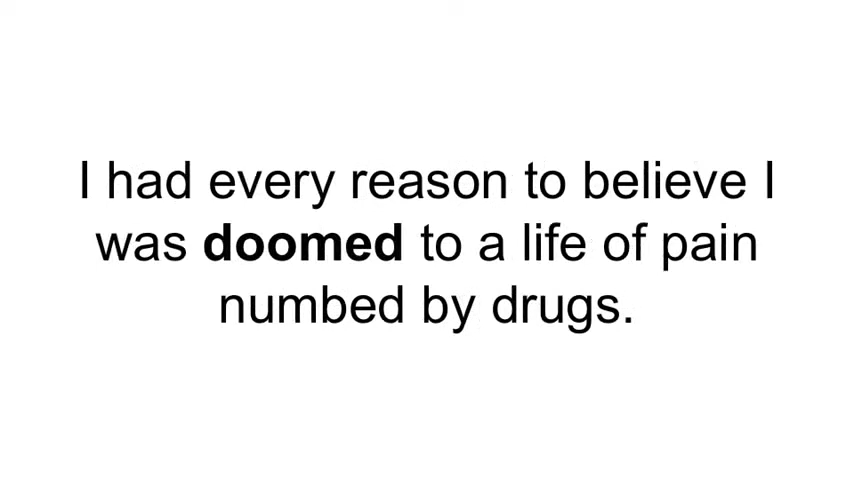 I had every reason to believe I
was doomed to a life of pain
numbed by drugs.